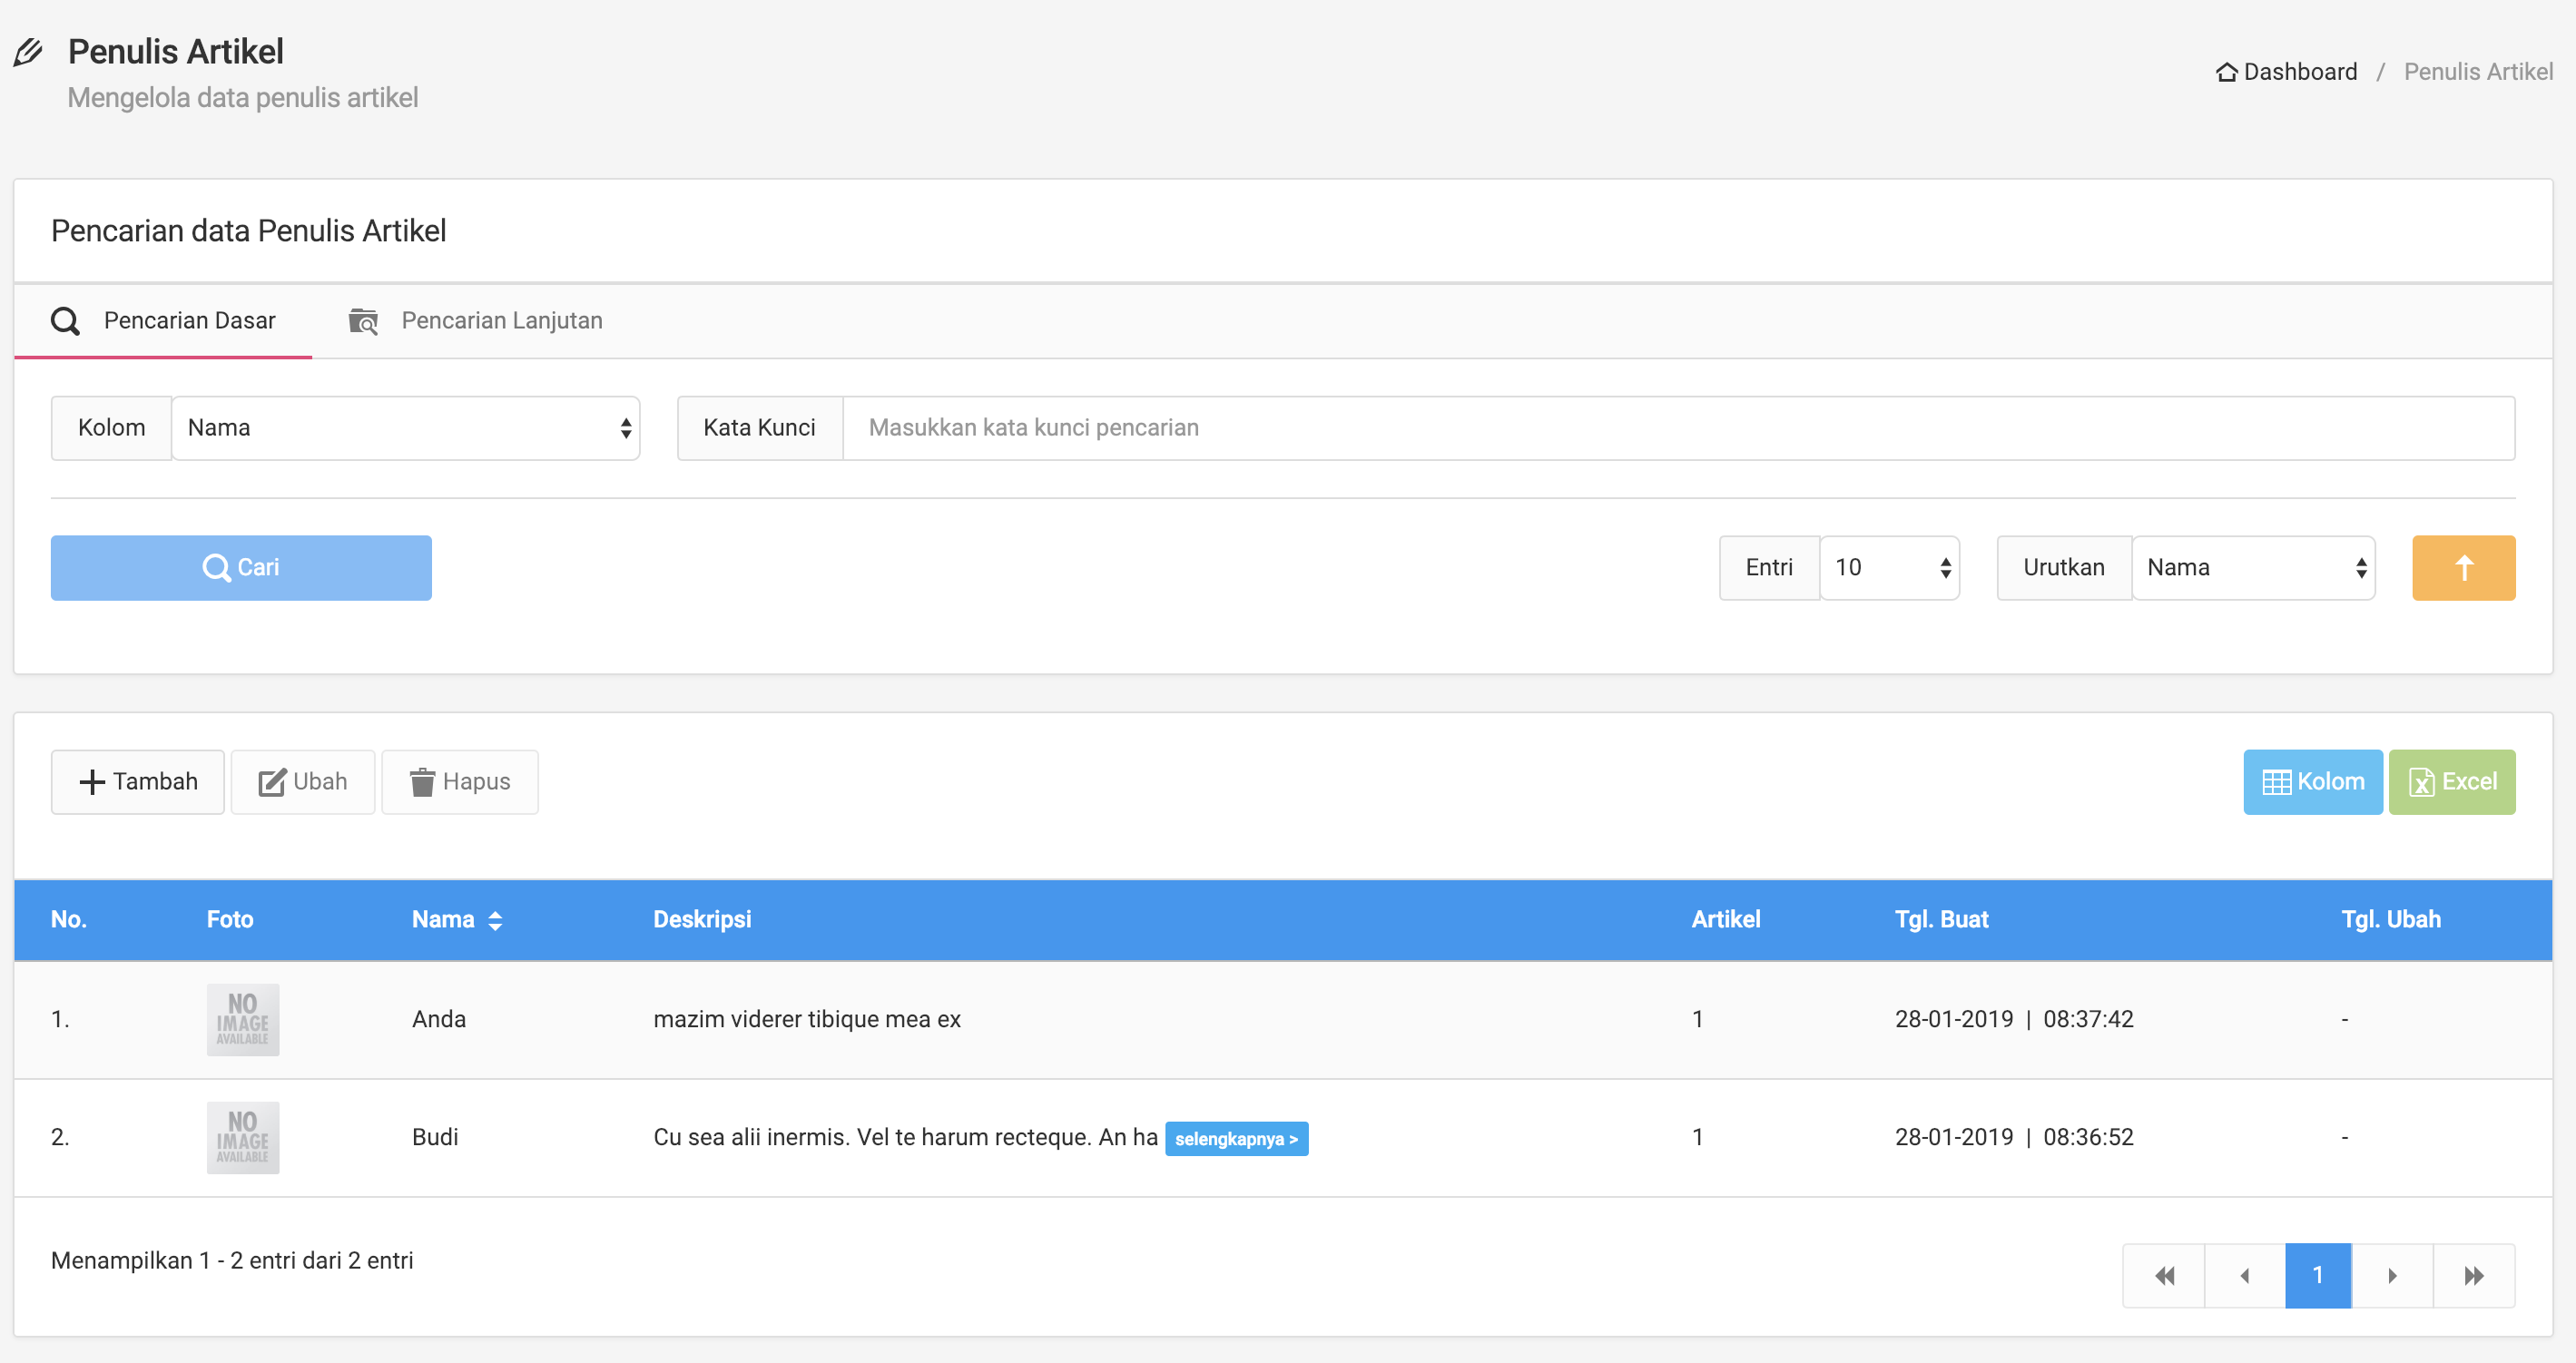 Penulis Artikel
Mengelola data penulis artikel
Dashboard / Penulis Artikel
Pencarian data Penulis Artikel
Pencarian Dasar Pencarian Lanjutan
Kolom Nama Kata Kunci Masukkan kata kunci pencarian
Cari Entri 10 Urutkan Nama
Tambah Ubah Hapus Kolom Excel
No. Foto Nama Deskripsi Artikel Tgl. Buat Tgl. Ubah
1. NO IMAGE AVAILABLE Anda mazim viderer tibique mea ex 1 28-01-2019 | 08:37:42 -
2. NO IMAGE AVAILABLE Budi Cu sea alii inermis. Vel te harum recteque. An ha selengkapnya > 1 28-01-2019 | 08:36:52 -
Menampilkan 1 - 2 entri dari 2 entri
1